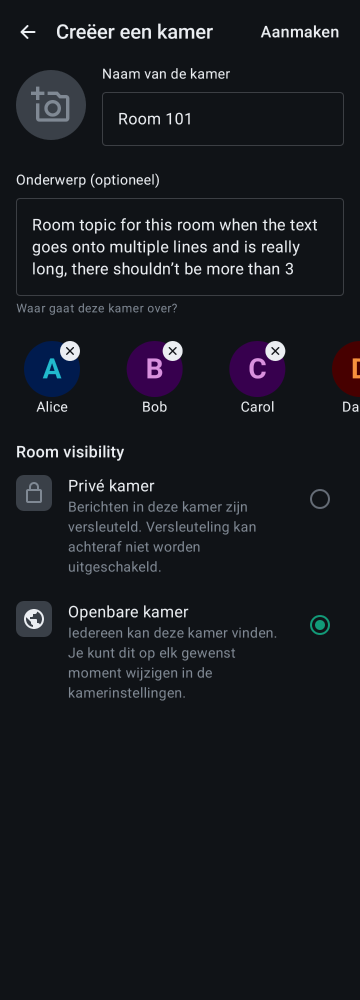 Creëer een kamer
Aanmaken
Naam van de kamer
Room 101
Onderwerp (optioneel)
Room topic for this room when the text
goes onto multiple lines and is really
long, there shouldn’t be more than 3
Waar gaat deze kamer over?
A
B
C
D
Alice
Bob
Carol
Da
Room visibility
Privé kamer
Berichten in deze kamer zijn
versleuteld. Versleuteling kan
achteraf niet worden
uitgeschakeld.
Openbare kamer
Iedereen kan deze kamer vinden.
Je kunt dit op elk gewenst
moment wijzigen in de
kamerinstellingen.